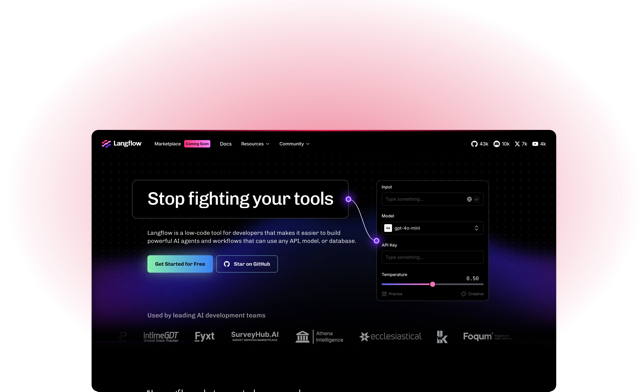 Langflow
Marketplace Coming Soon Docs Resources Community
43k 10k 7k 4k
Stop fighting your tools
Langflow is a low-code tool for developers that makes it easier to build
powerful AI agents and workflows that can use any API, model, or database.
Get Started for Free Star on GitHub
Input
Type something...
Model
gpt-4o-mini
API Key
Type something...
Temperature
0.50
Precise Creative
Used by leading AI development teams
intimeGDT
Fyxt
SurveyHub.AI
Athena
Intelligence
ecclesiastical
Foqum